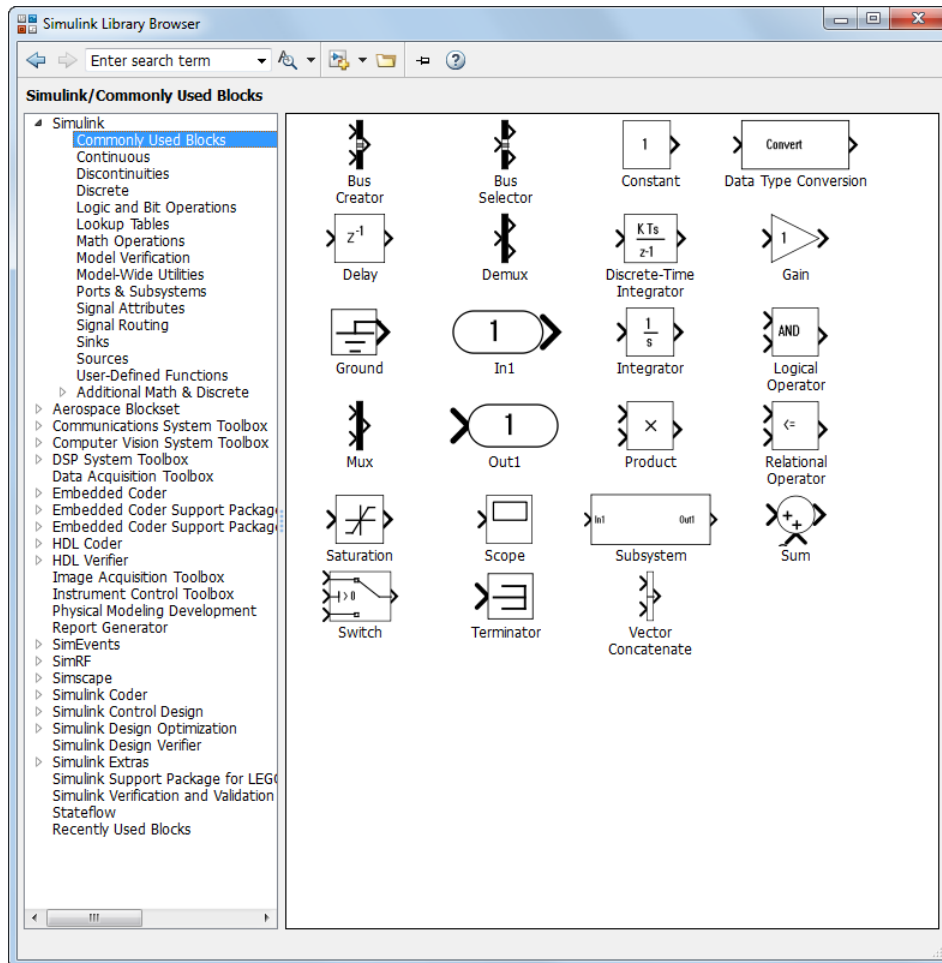 Simulink Library Browser
Enter search term
Simulink/Commonly Used Blocks
Simulink
Commonly Used Blocks
Continuous
Discontinuities
Discrete
Logic and Bit Operations
Lookup Tables
Math Operations
Model Verification
Model-Wide Utilities
Ports & Subsystems
Signal Attributes
Signal Routing
Sinks
Sources
User-Defined Functions
Additional Math & Discrete
Aerospace Blockset
Communications System Toolbox
Computer Vision System Toolbox
DSP System Toolbox
Data Acquisition Toolbox
Embedded Coder
Embedded Coder Support Package
Embedded Coder Support Package
HDL Coder
HDL Verifier
Image Acquisition Toolbox
Instrument Control Toolbox
Physical Modeling Development
Report Generator
SimEvents
SimRF
Simscape
Simulink Coder
Simulink Control Design
Simulink Design Optimization
Simulink Design Verifier
Simulink Extras
Simulink Support Package for LEGO
Simulink Verification and Validation
Stateflow
Recently Used Blocks
1 Convert
Bus Bus Constant Data Type Conversion
Creator Selector
Z-1 K Ts 1
z-1
Delay Demux Discrete-Time Gain
Integrator
1 1 AND
s
Ground In1 Integrator Logical
Operator
1 × <=
Mux Out1 Product Relational
Operator
In1 Out1 + +
Saturation Scope Subsystem Sum
> 0
Switch Terminator Vector
Concatenate